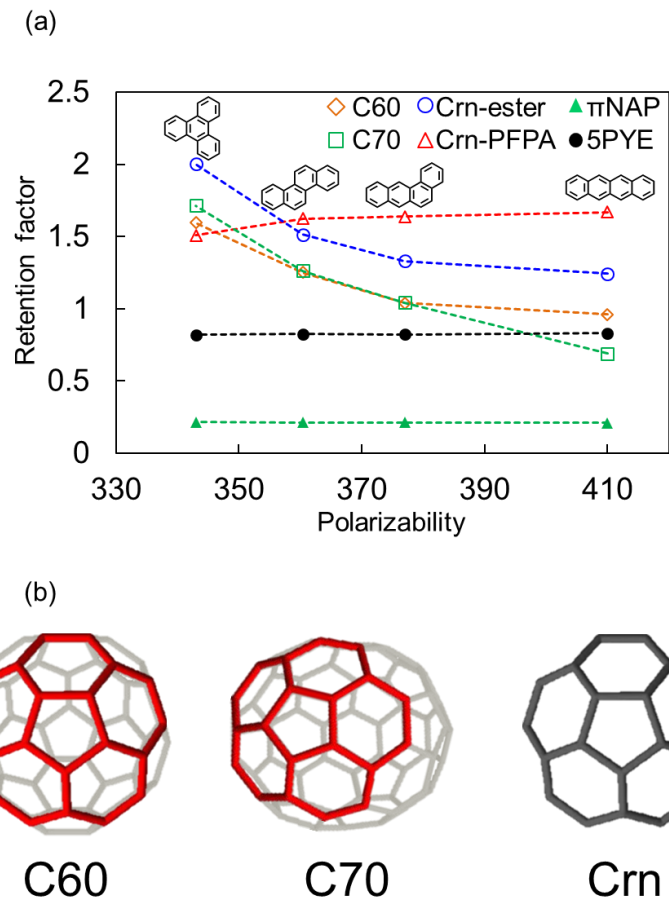 (a)
2.5
2
1.5
1
0.5
0
Retention factor
C60 Crn-ester πNAP
C70 Crn-PFPA 5PYE
330 350 370 390 410
Polarizability
(b)
C60 C70 Crn